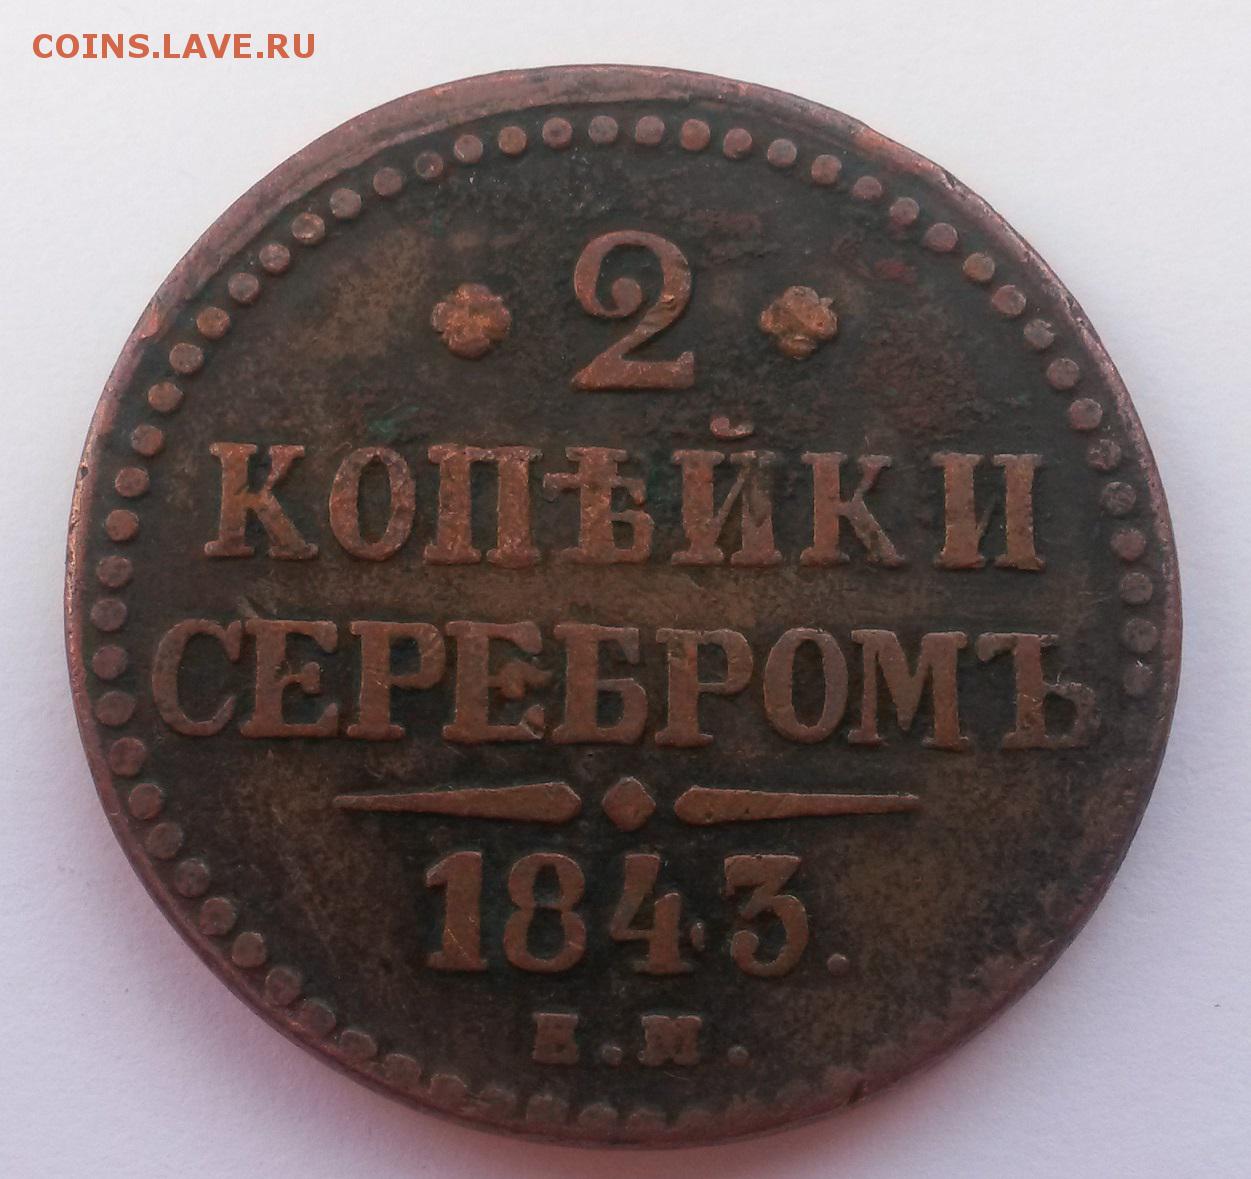 COINS.LAVE.RU
2
КОПѢЙКИ
СЕРЕБРОМЪ
1843.
Е.М.